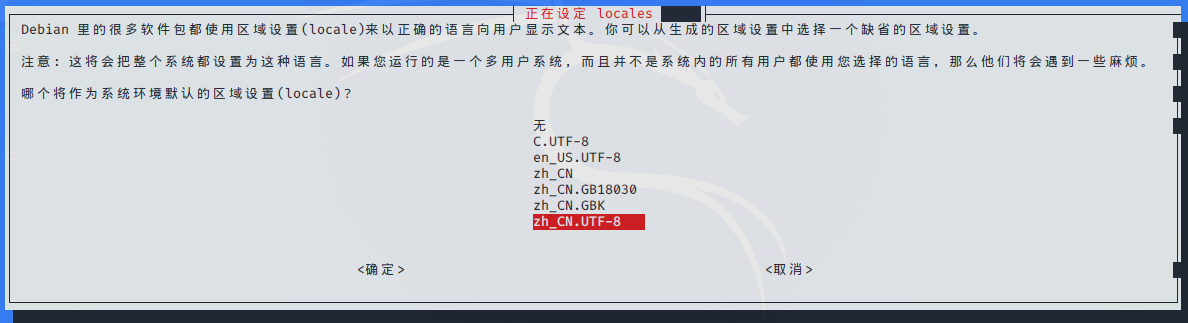 正在设定 locales
Debian 里的很多软件包都使用区域设置(locale)来以正确的语言向用户显示文本。你可以从生成的区域设置中选择一个缺省的区域设置。
注意：这将会把整个系统都设置为这种语言。如果您运行的是一个多用户系统，而且并不是系统内的所有用户都使用您选择的语言，那么他们将会遇到一些麻烦。
哪个将作为系统环境默认的区域设置(locale)？
无
C.UTF-8
en_US.UTF-8
zh_CN
zh_CN.GB18030
zh_CN.GBK
zh_CN.UTF-8
<确定> <取消>